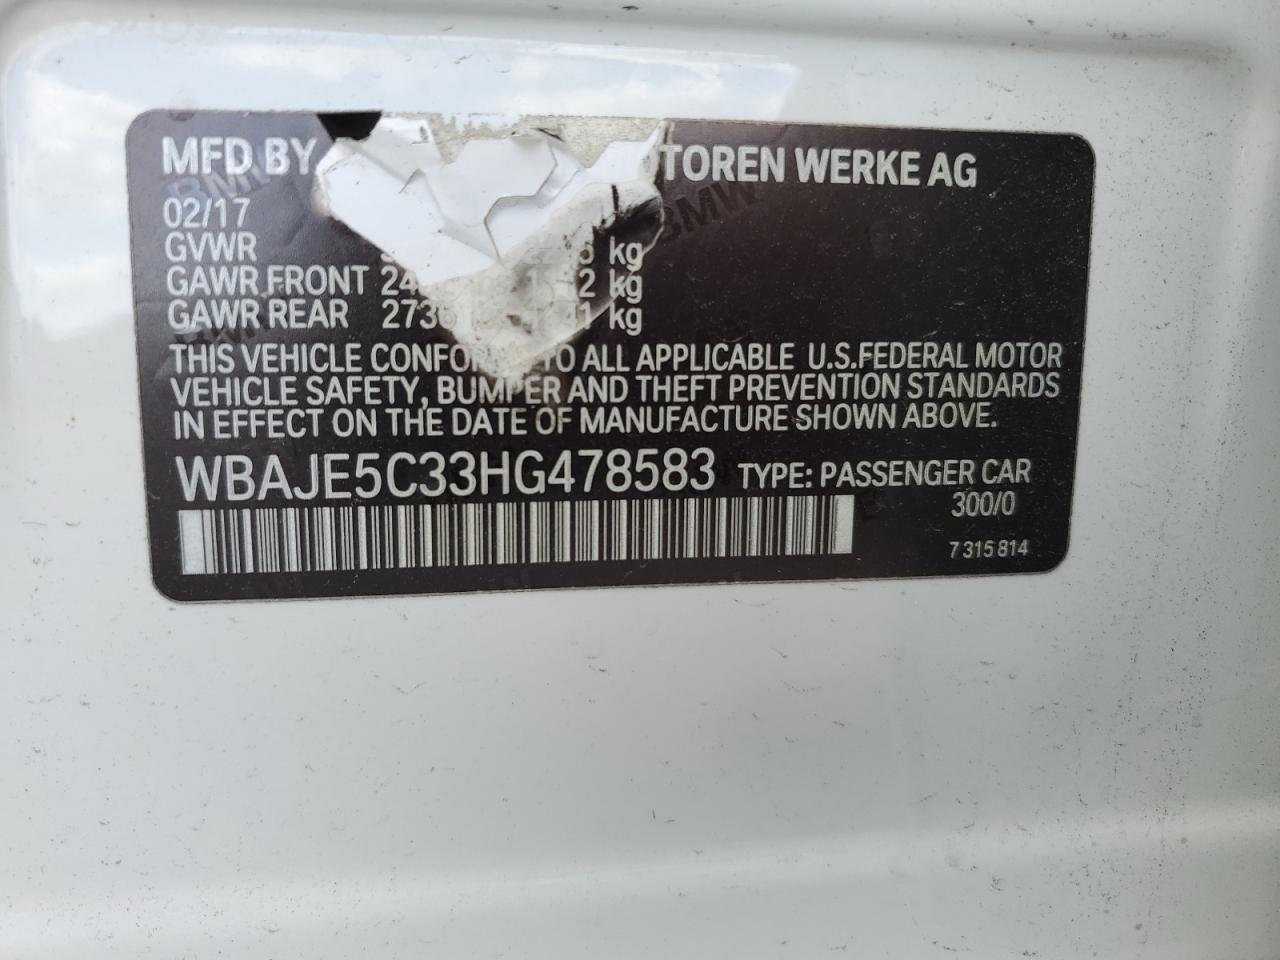 MFD BY TOREN WERKE AG
02/17
GVWR kg
GAWR FRONT kg
GAWR REAR kg
THIS VEHICLE TO ALL APPLICABLE U.S.FEDERAL MOTOR
VEHICLE SAFETY, BUMPER AND THEFT PREVENTION STANDARDS
IN EFFECT ON THE DATE OF MANUFACTURE SHOWN ABOVE.
WBAJE5C33HG478583 TYPE: PASSENGER CAR
300/0
7 315 814